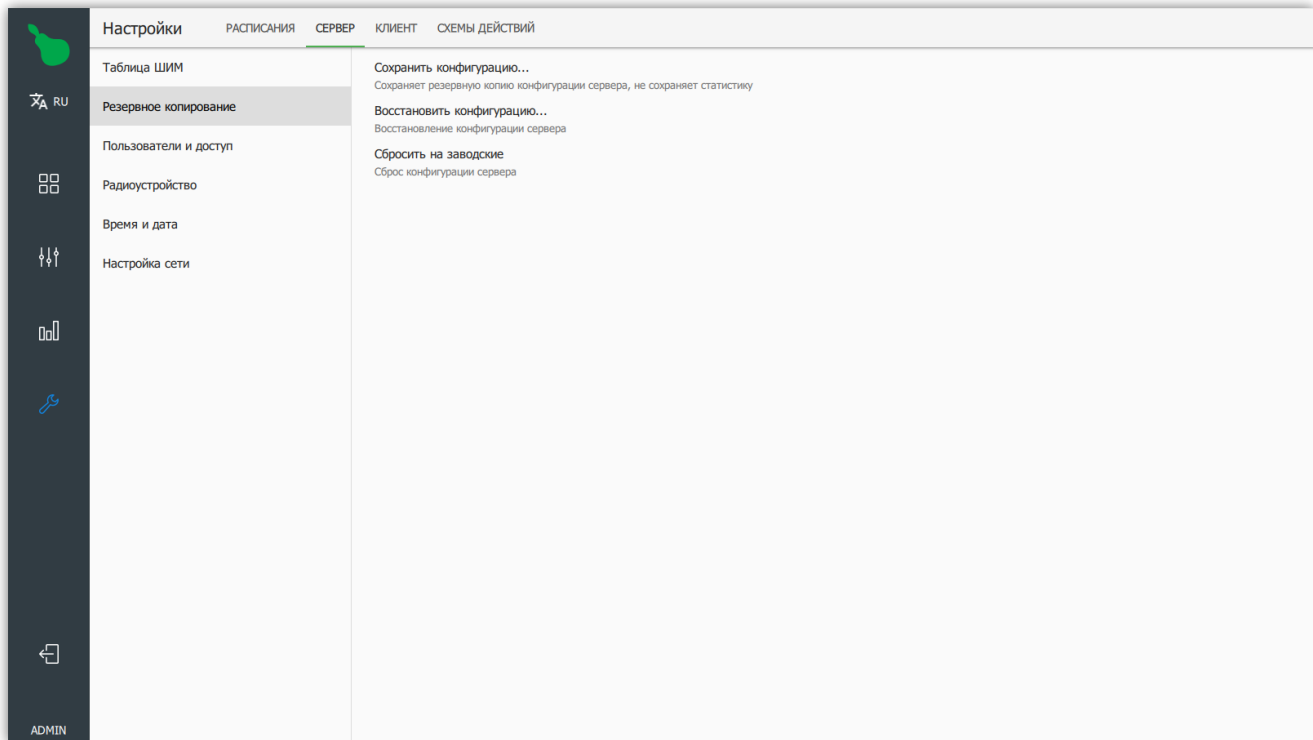 Настройки РАСПИСАНИЯ СЕРВЕР КЛИЕНТ СХЕМЫ ДЕЙСТВИЙ
RU
Таблица ШИМ
Резервное копирование
Пользователи и доступ
Радиоустройство
Время и дата
Настройка сети
Сохранить конфигурацию...
Сохраняет резервную копию конфигурации сервера, не сохраняет статистику
Восстановить конфигурацию...
Восстановление конфигурации сервера
Сбросить на заводские
Сброс конфигурации сервера
ADMIN